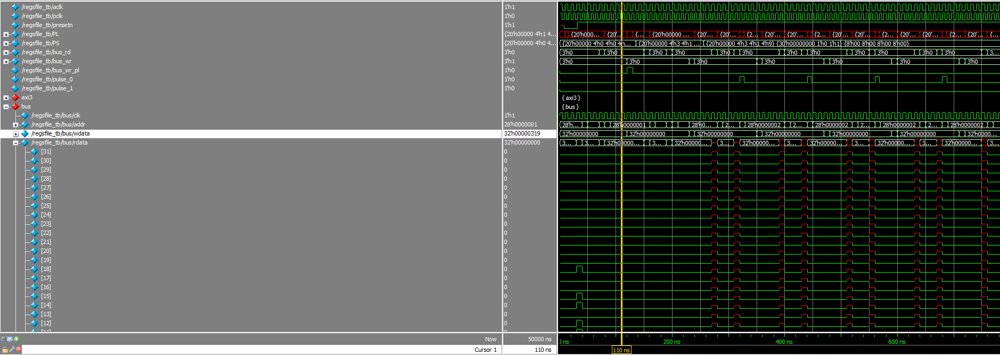 /regsfile_tb/aclk 1'h1
/regsfile_tb/pclk 1'h0
/regsfile_tb/presetn 1'h1
/regsfile_tb/PL {20'h00000 4'h1 4... {20'h000... {20'... {... {20'h00000 ... {20'... {20'... {2... {20'... {20'... {2... {20'... {20'... {2... {20'... {20'... {2... {20'... {...
/regsfile_tb/PS {20'h00000 4'h0 4... {20'h00000 4'h0 4'h0 4'h... {20'h00000 4'h3 4'h1 ... {20'h00000 4'h3 4'h1 4'h9} {30'h00000000 1'h0 1'h1} {8'h00 8'h00 8'h00 8'h00}
/regsfile_tb/bus_rd 3'h0 3'h0 3'h0 3'h0 3'h0 3'h0 3'h0 3'h0 3'h0 3'h0 3'h0 3'h0 3'h0 3'h0 3...
/regsfile_tb/bus_wr 3'h1 3'h0 3'h0 3'h0 3'h0 3'h0 3'h0 3'h0
/regsfile_tb/bus_wr_pl 1'h0
/regsfile_tb/pulse_0 1'h0
/regsfile_tb/pulse_1 1'h0
axi3 (axi3)
bus (bus)
/regsfile_tb/bus/clk 1'h1
/regsfile_tb/bus/addr 28'h0000001 28'h... 28'h0000001 28'h0... 2... 28'h0000002 2... 28'h0000002 2... 28'h0000002 2... 28'h0000002
/regsfile_tb/bus/wdata 32'h00000319 32'h00000000 32'h00000000 32'h00000000 32'h00000000 32'h00000000 32'h00000000 32'h0000...
/regsfile_tb/bus/rdata 32'h00000000 3... 3... 32'h00000... 3... 32'h00000... 3... 32'h00000... 3... 32'h00000... 3... 32'h00000... 3... 32'h00000... 3...
[31] 0
[30] 0
[29] 0
[28] 0
[27] 0
[26] 0
[25] 0
[24] 0
[23] 0
[22] 0
[21] 0
[20] 0
[19] 0
[18] 0
[17] 0
[16] 0
[15] 0
[14] 0
[13] 0
[12] 0
Now 50000 ns 200 ns 400 ns 600 ns
Cursor 1 110 ns 110 ns